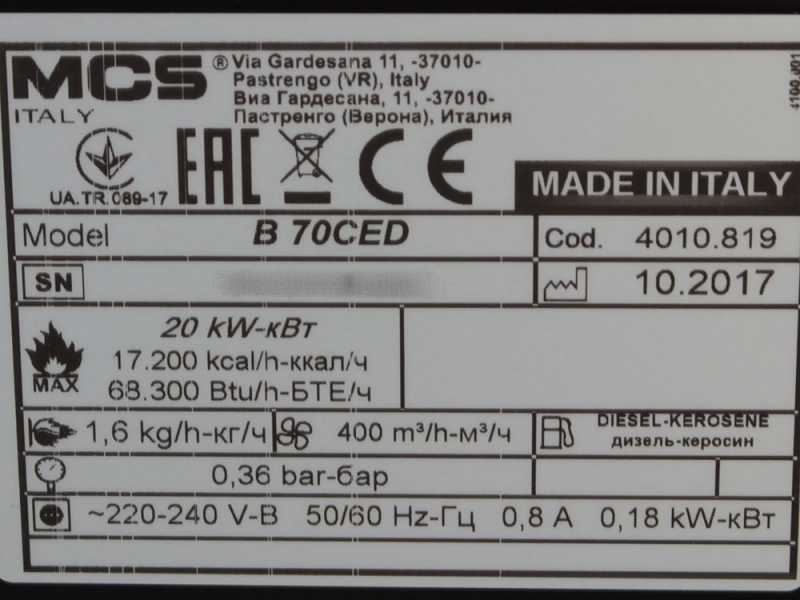 MCS® Via Gardesana 11, -37010-
Pastrengo (VR), Italy
Виа Гардесана, 11, -37010-
ITALY Пастренго (Верона), Италия
4100.901
EAC CE
UA.TR.089-17
MADE IN ITALY
Model B 70CED Cod. 4010.819
SN 10.2017
20 kW-кВт
17.200 kcal/h-ккал/ч
MAX 68.300 Btu/h-БТЕ/ч
1,6 kg/h-кг/ч 400 m³/h-м³/ч DIESEL-KEROSENE
дизель-керосин
0,36 bar-бар
~220-240 V-В 50/60 Hz-Гц 0,8 A 0,18 kW-кВт